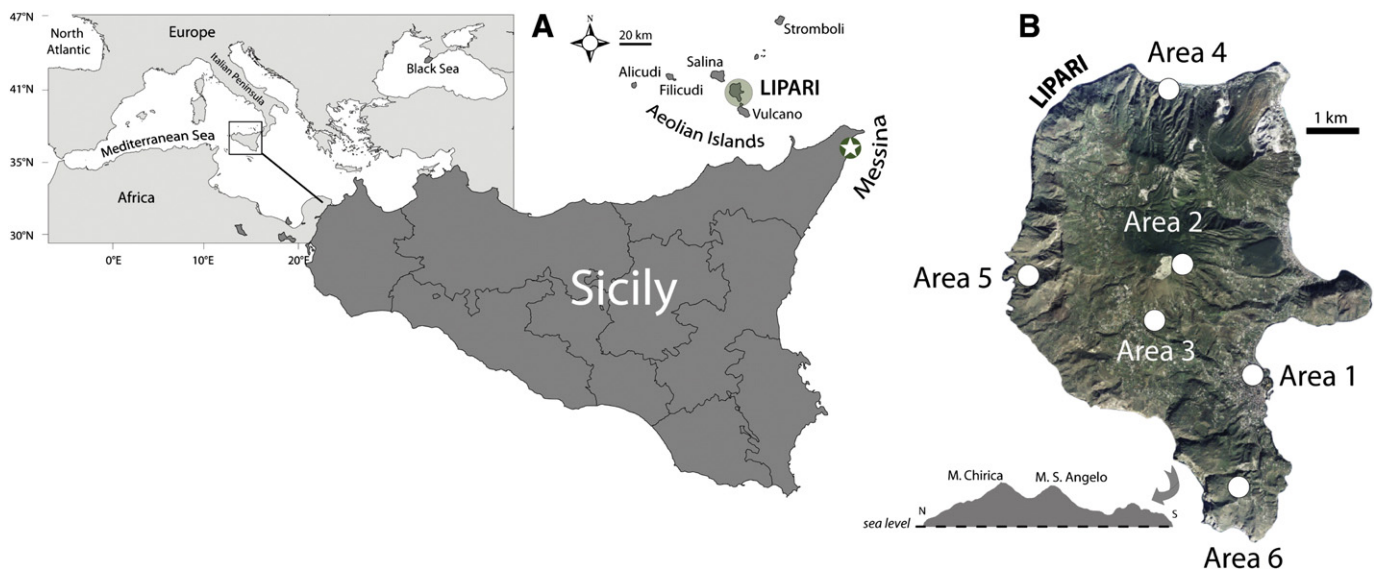 47°N
41°N
35°N
30°N
0°E
10°E
20°E
North
Atlantic
Europe
Italian Peninsula
Black Sea
Mediterranean Sea
Africa
A
N
20 km
Stromboli
Salina
Alicudi
Filicudi
LIPARI
Vulcano
Aeolian Islands
Messina
Sicily
B
LIPARI
Area 4
1 km
Area 2
Area 5
Area 3
Area 1
Area 6
M. Chirica
M. S. Angelo
N
S
sea level